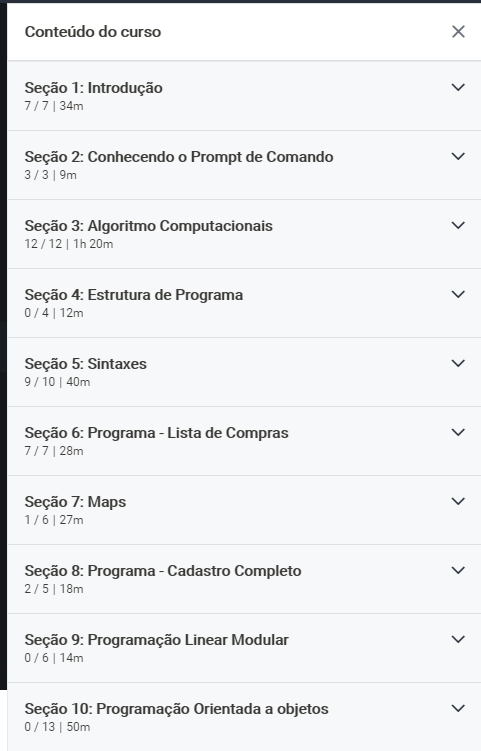 Conteúdo do curso
Seção 1: Introdução
7 / 7 | 34m
Seção 2: Conhecendo o Prompt de Comando
3 / 3 | 9m
Seção 3: Algoritmo Computacionais
12 / 12 | 1h 20m
Seção 4: Estrutura de Programa
0 / 4 | 12m
Seção 5: Sintaxes
9 / 10 | 40m
Seção 6: Programa - Lista de Compras
7 / 7 | 28m
Seção 7: Maps
1 / 6 | 27m
Seção 8: Programa - Cadastro Completo
2 / 5 | 18m
Seção 9: Programação Linear Modular
0 / 6 | 14m
Seção 10: Programação Orientada a objetos
0 / 13 | 50m